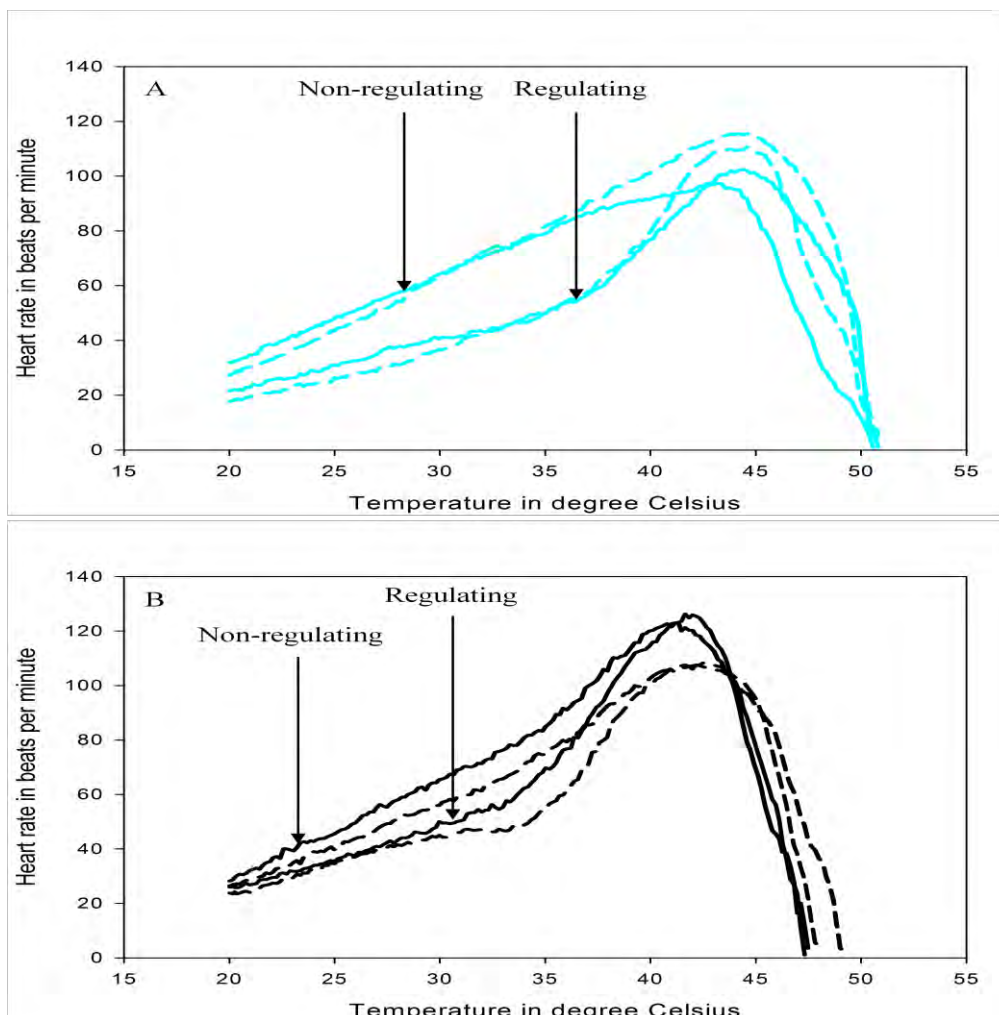 140
A
Non-regulating Regulating
120
100
80
60
40
20
0
Heart rate in beats per minute
15 20 25 30 35 40 45 50 55
Temperature in degree Celsius
140
B
Regulating
120
Non-regulating
100
80
60
40
20
0
Heart rate in beats per minute
15 20 25 30 35 40 45 50 55
Temperature in degree Celsius